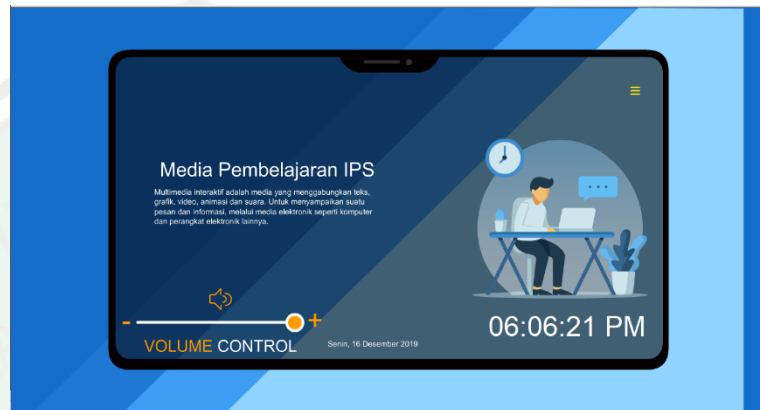 Media Pembelajaran IPS
Multimedia interaktif adalah media yang menggabungkan teks,
grafik, video, animasi dan suara. Untuk menyampaikan suatu
pesan dan informasi, melalui media elektronik seperti komputer
dan perangkat elektronik lainnya.
- +
VOLUME CONTROL
Senin, 16 Desember 2019
06:06:21 PM